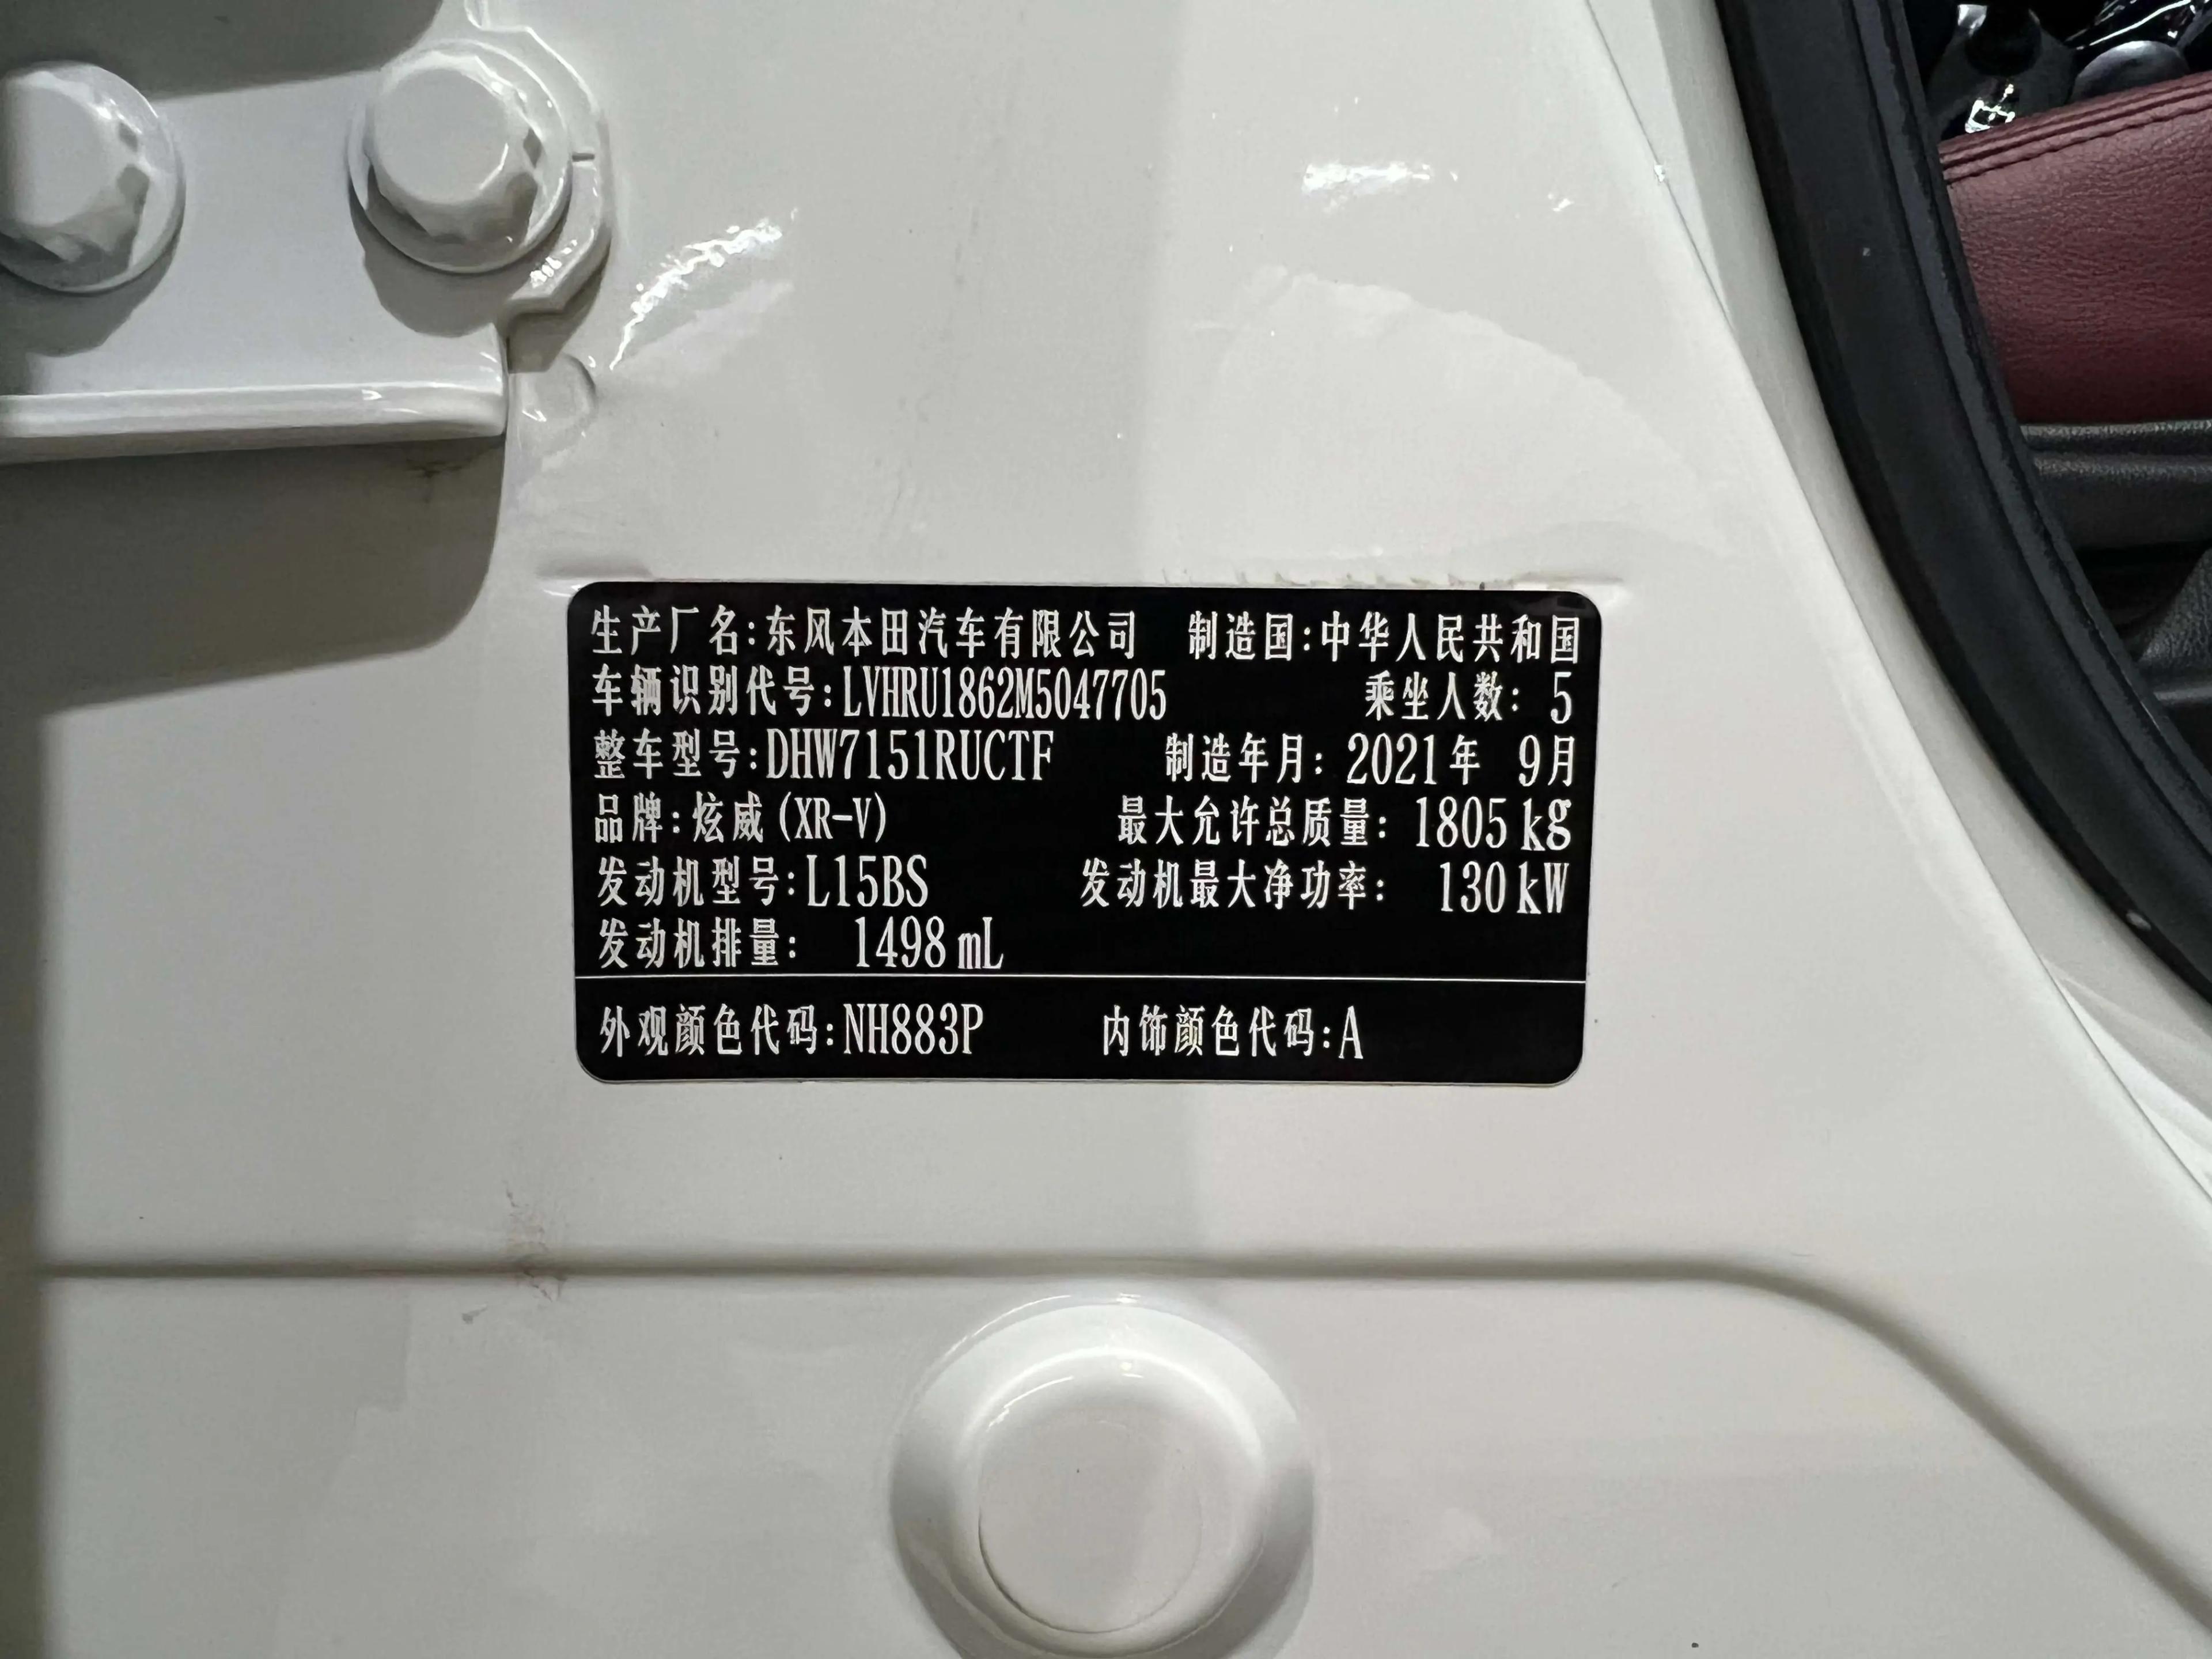 生产厂名:东风本田汽车有限公司 制造国:中华人民共和国
车辆识别代号:LVHRU1862M5047705 乘坐人数: 5
整车型号:DHW7151RUCTF 制造年月: 2021年 9月
品牌:炫威(XR-V) 最大允许总质量: 1805 kg
发动机型号:L15BS 发动机最大净功率: 130 kW
发动机排量: 1498 mL
外观颜色代码:NH883P 内饰颜色代码:A